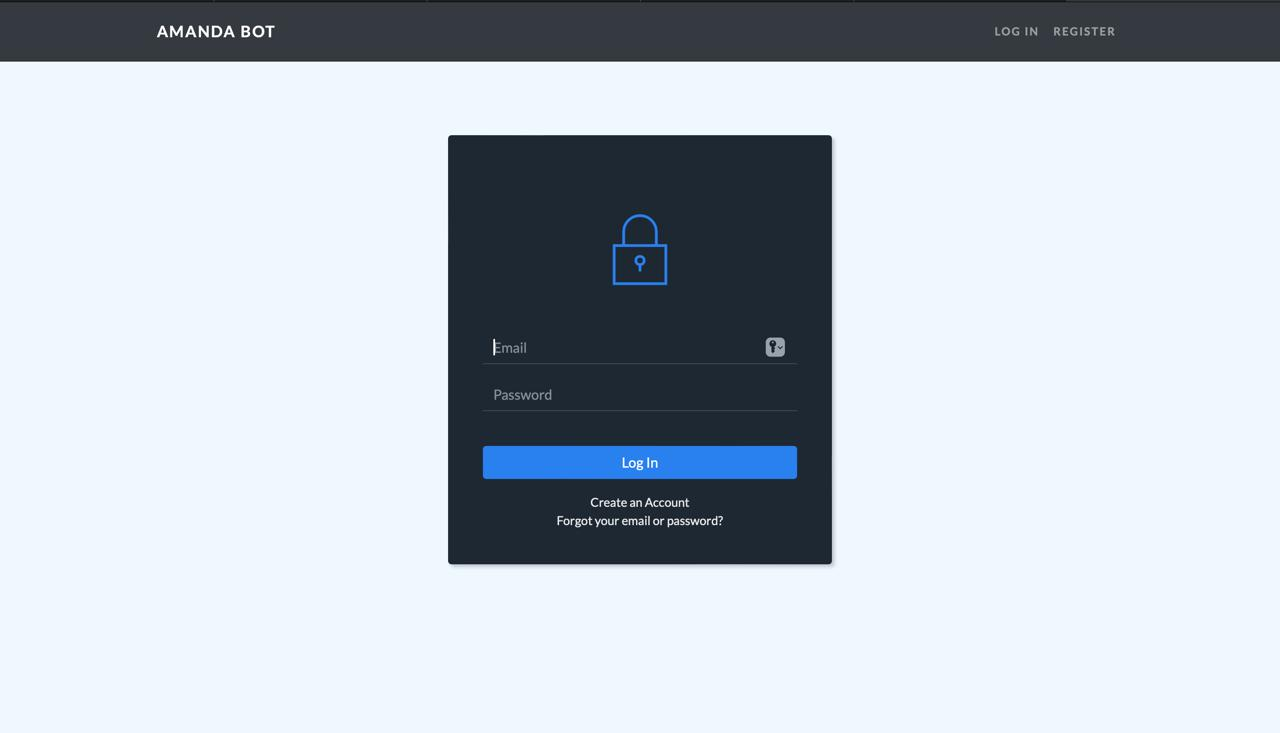 AMANDA BOT
LOG IN REGISTER
Email
Password
Log In
Create an Account
Forgot your email or password?